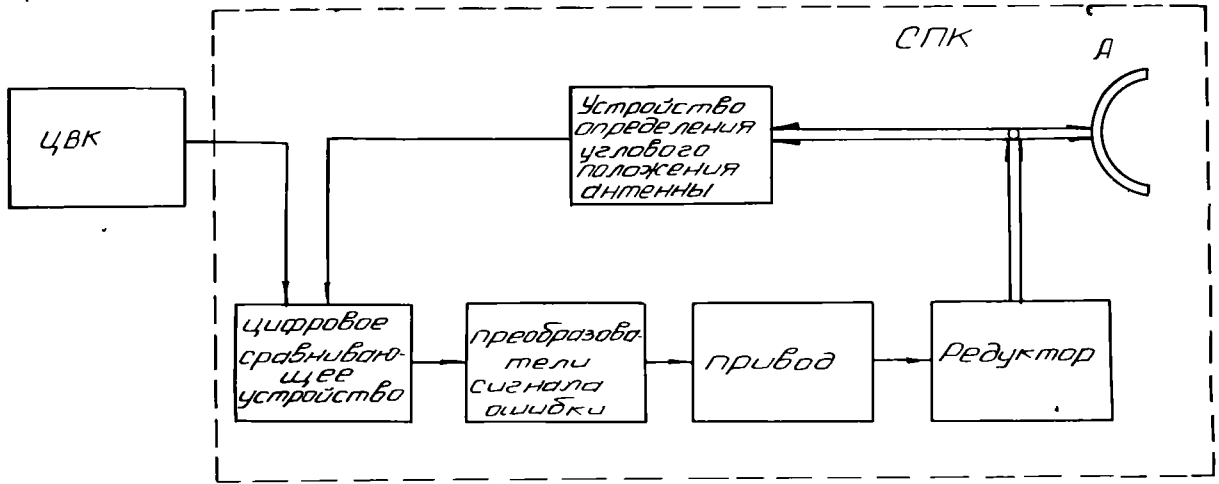 СПК
А
ЦВК
Устройство
определения
углового
положения
антенны
цифровое
сравниваю-
щее
устройство
преобразова-
тели
сигнала
ошибки
привод
Редуктор